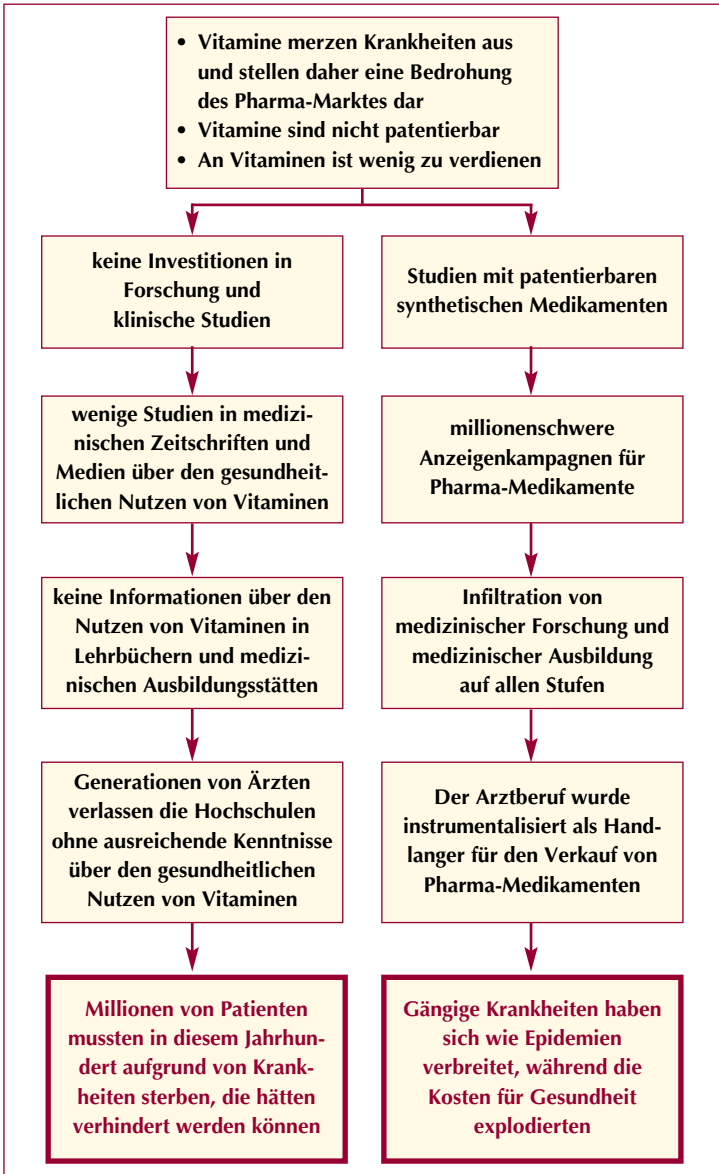 • Vitamine merzen Krankheiten aus
und stellen daher eine Bedrohung
des Pharma-Marktes dar
• Vitamine sind nicht patentierbar
• An Vitaminen ist wenig zu verdienen
keine Investitionen in
Forschung und
klinische Studien
wenige Studien in medizi-
nischen Zeitschriften und
Medien über den gesundheit-
lichen Nutzen von Vitaminen
keine Informationen über den
Nutzen von Vitaminen in
Lehrbüchern und medizi-
nischen Ausbildungsstätten
Generationen von Ärzten
verlassen die Hochschulen
ohne ausreichende Kenntnisse
über den gesundheitlichen
Nutzen von Vitaminen
Millionen von Patienten
mussten in diesem Jahrhun-
dert aufgrund von Krank-
heiten sterben, die hätten
verhindert werden können
Studien mit patentierbaren
synthetischen Medikamenten
millionenschwere
Anzeigenkampagnen für
Pharma-Medikamente
Infiltration von
medizinischer Forschung und
medizinischer Ausbildung
auf allen Stufen
Der Arztberuf wurde
instrumentalisiert als Hand-
langer für den Verkauf von
Pharma-Medikamenten
Gängige Krankheiten haben
sich wie Epidemien
verbreitet, während die
Kosten für Gesundheit
explodierten